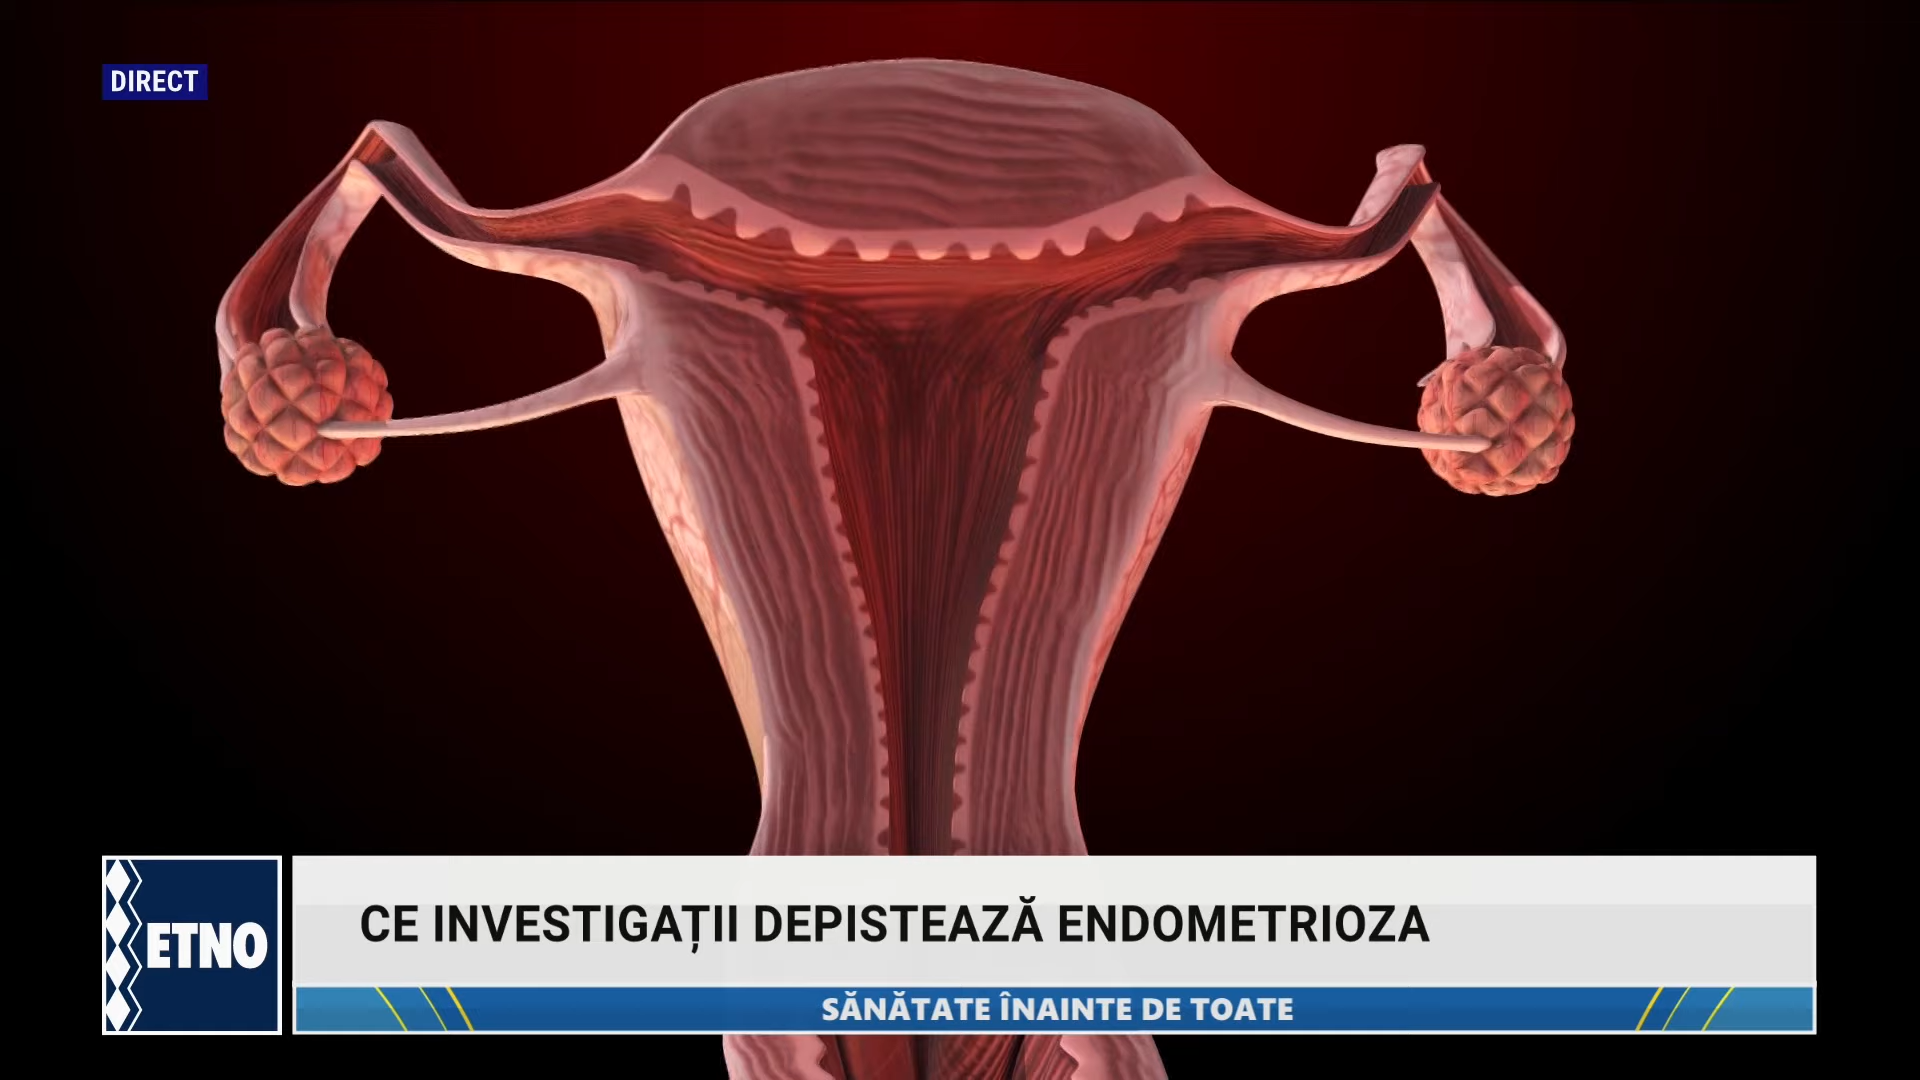 DIRECT
ETNO
CE INVESTIGAȚII DEPISTEAZĂ ENDOMETRIOZA
SĂNĂTATE ÎNAINTE DE TOATE